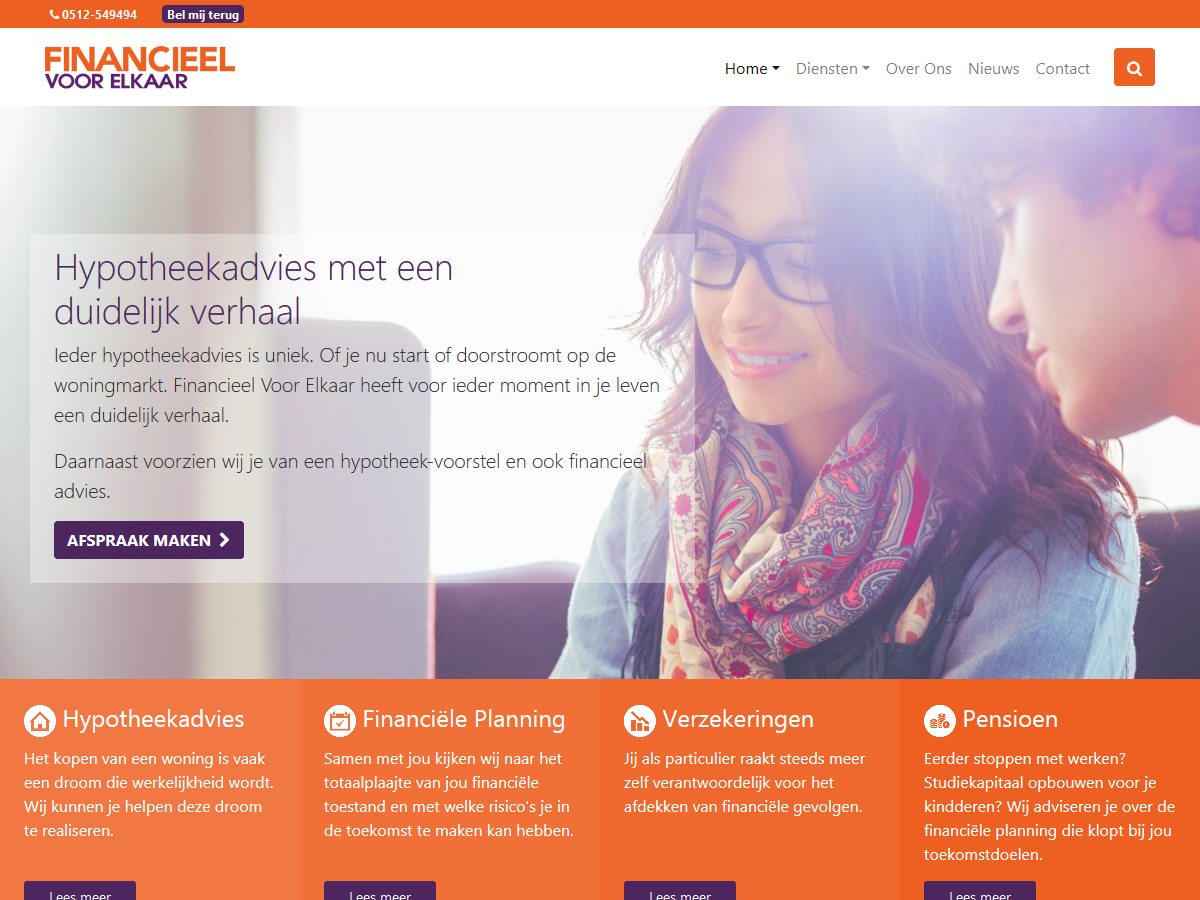 0512-549494
Bel mij terug
FINANCIEEL
VOOR ELKAAR
Home
Diensten
Over Ons
Nieuws
Contact
Hypotheekadvies met een
duidelijk verhaal
Ieder hypotheekadvies is uniek. Of je nu start of doorstroomt op de
woningmarkt. Financieel Voor Elkaar heeft voor ieder moment in je leven
een duidelijk verhaal.
Daarnaast voorzien wij je van een hypotheek-voorstel en ook financieel
advies.
AFSPRAAK MAKEN
Hypotheekadvies
Het kopen van een woning is vaak
een droom die werkelijkheid wordt.
Wij kunnen je helpen deze droom
te realiseren.
Lees meer
Financiële Planning
Samen met jou kijken wij naar het
totaalplaajte van jou financiële
toestand en met welke risico's je in
de toekomst te maken kan hebben.
Lees meer
Verzekeringen
Jij als particulier raakt steeds meer
zelf verantwoordelijk voor het
afdekken van financiële gevolgen.
Lees meer
Pensioen
Eerder stoppen met werken?
Studiekapitaal opbouwen voor je
kindderen? Wij adviseren je over de
financiële planning die klopt bij jou
toekomstdoelen.
Lees meer